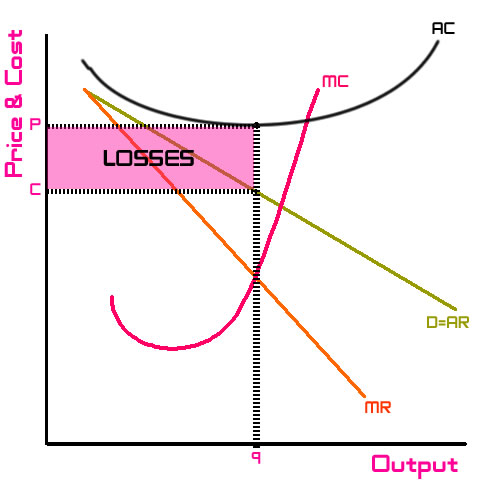 AC
Price & Cost
MC
P
LOSSES
C
D=AR
MR
q
Output